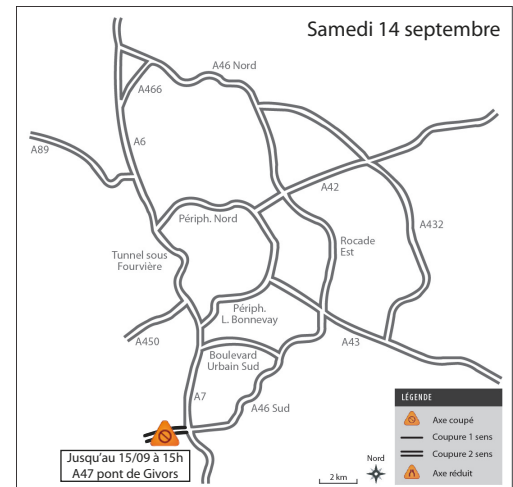 Samedi 14 septembre
A46 Nord
A466
A6
A89
A42
Périph. Nord
A432
Rocade
Est
Tunnel sous
Fourvière
Périph.
L. Bonnevay
A450
A43
Boulevard
Urbain Sud
A7
A46 Sud
Jusqu'au 15/09 à 15h
A47 pont de Givors
2 km
Nord
LÉGENDE
Axe coupé
Coupure 1 sens
Coupure 2 sens
Axe réduit